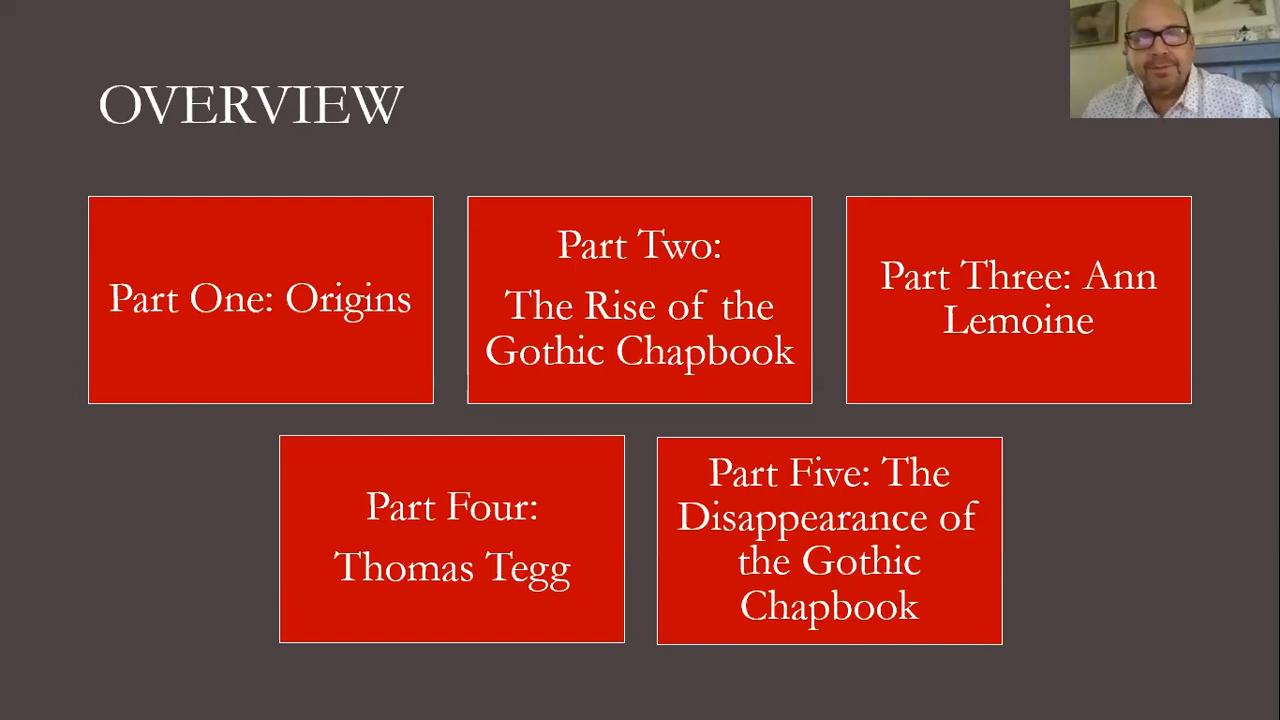 OVERVIEW
Part One: Origins
Part Two:
The Rise of the
Gothic Chapbook
Part Three: Ann
Lemoine
Part Four:
Thomas Tegg
Part Five: The
Disappearance of
the Gothic
Chapbook